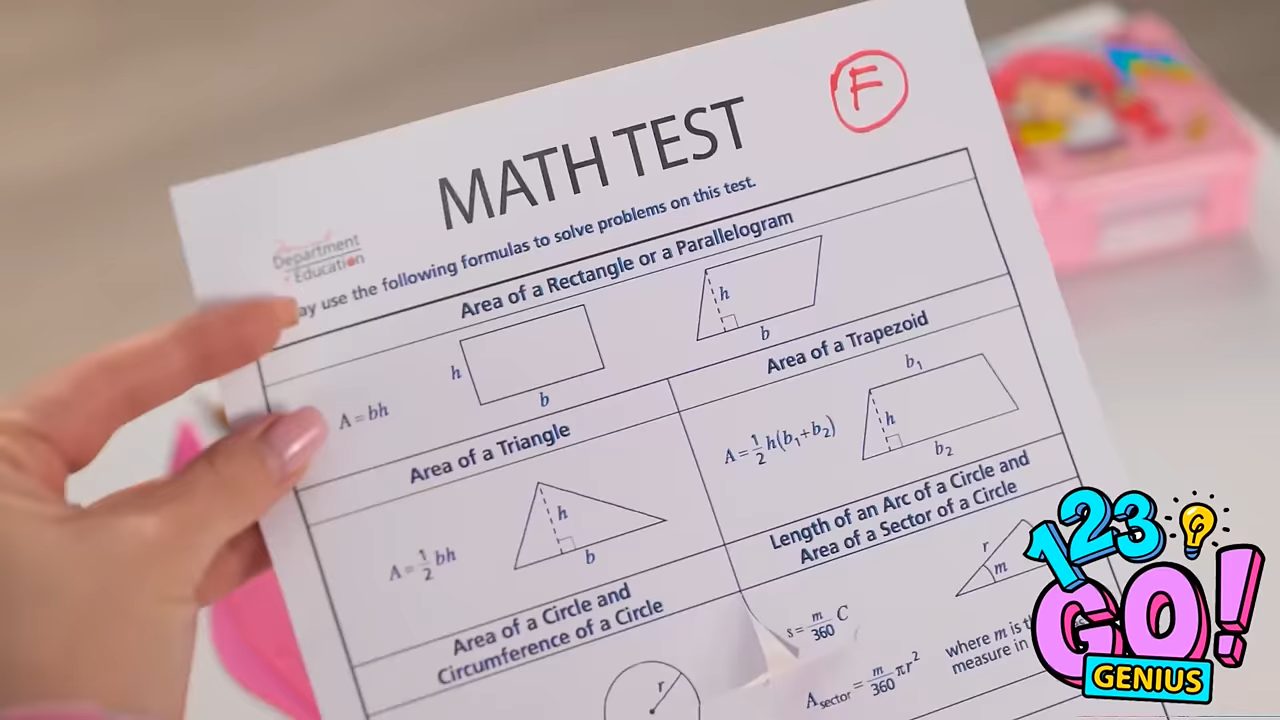 F
MATH TEST
Department
Education
ay use the following formulas to solve problems on this test.
Area of a Rectangle or a Parallelogram
h
b
h
b
A = bh
Area of a Triangle
h
b
A = 1/2 bh
Area of a Trapezoid
b₁
h
b₂
A = 1/2 h(b₁+b₂)
Area of a Circle and
Circumference of a Circle
r
Length of an Arc of a Circle and
Area of a Sector of a Circle
r
m
s = m/360 C
A sector = m/360 πr²
where m is
measure in
123
GO!
GENIUS